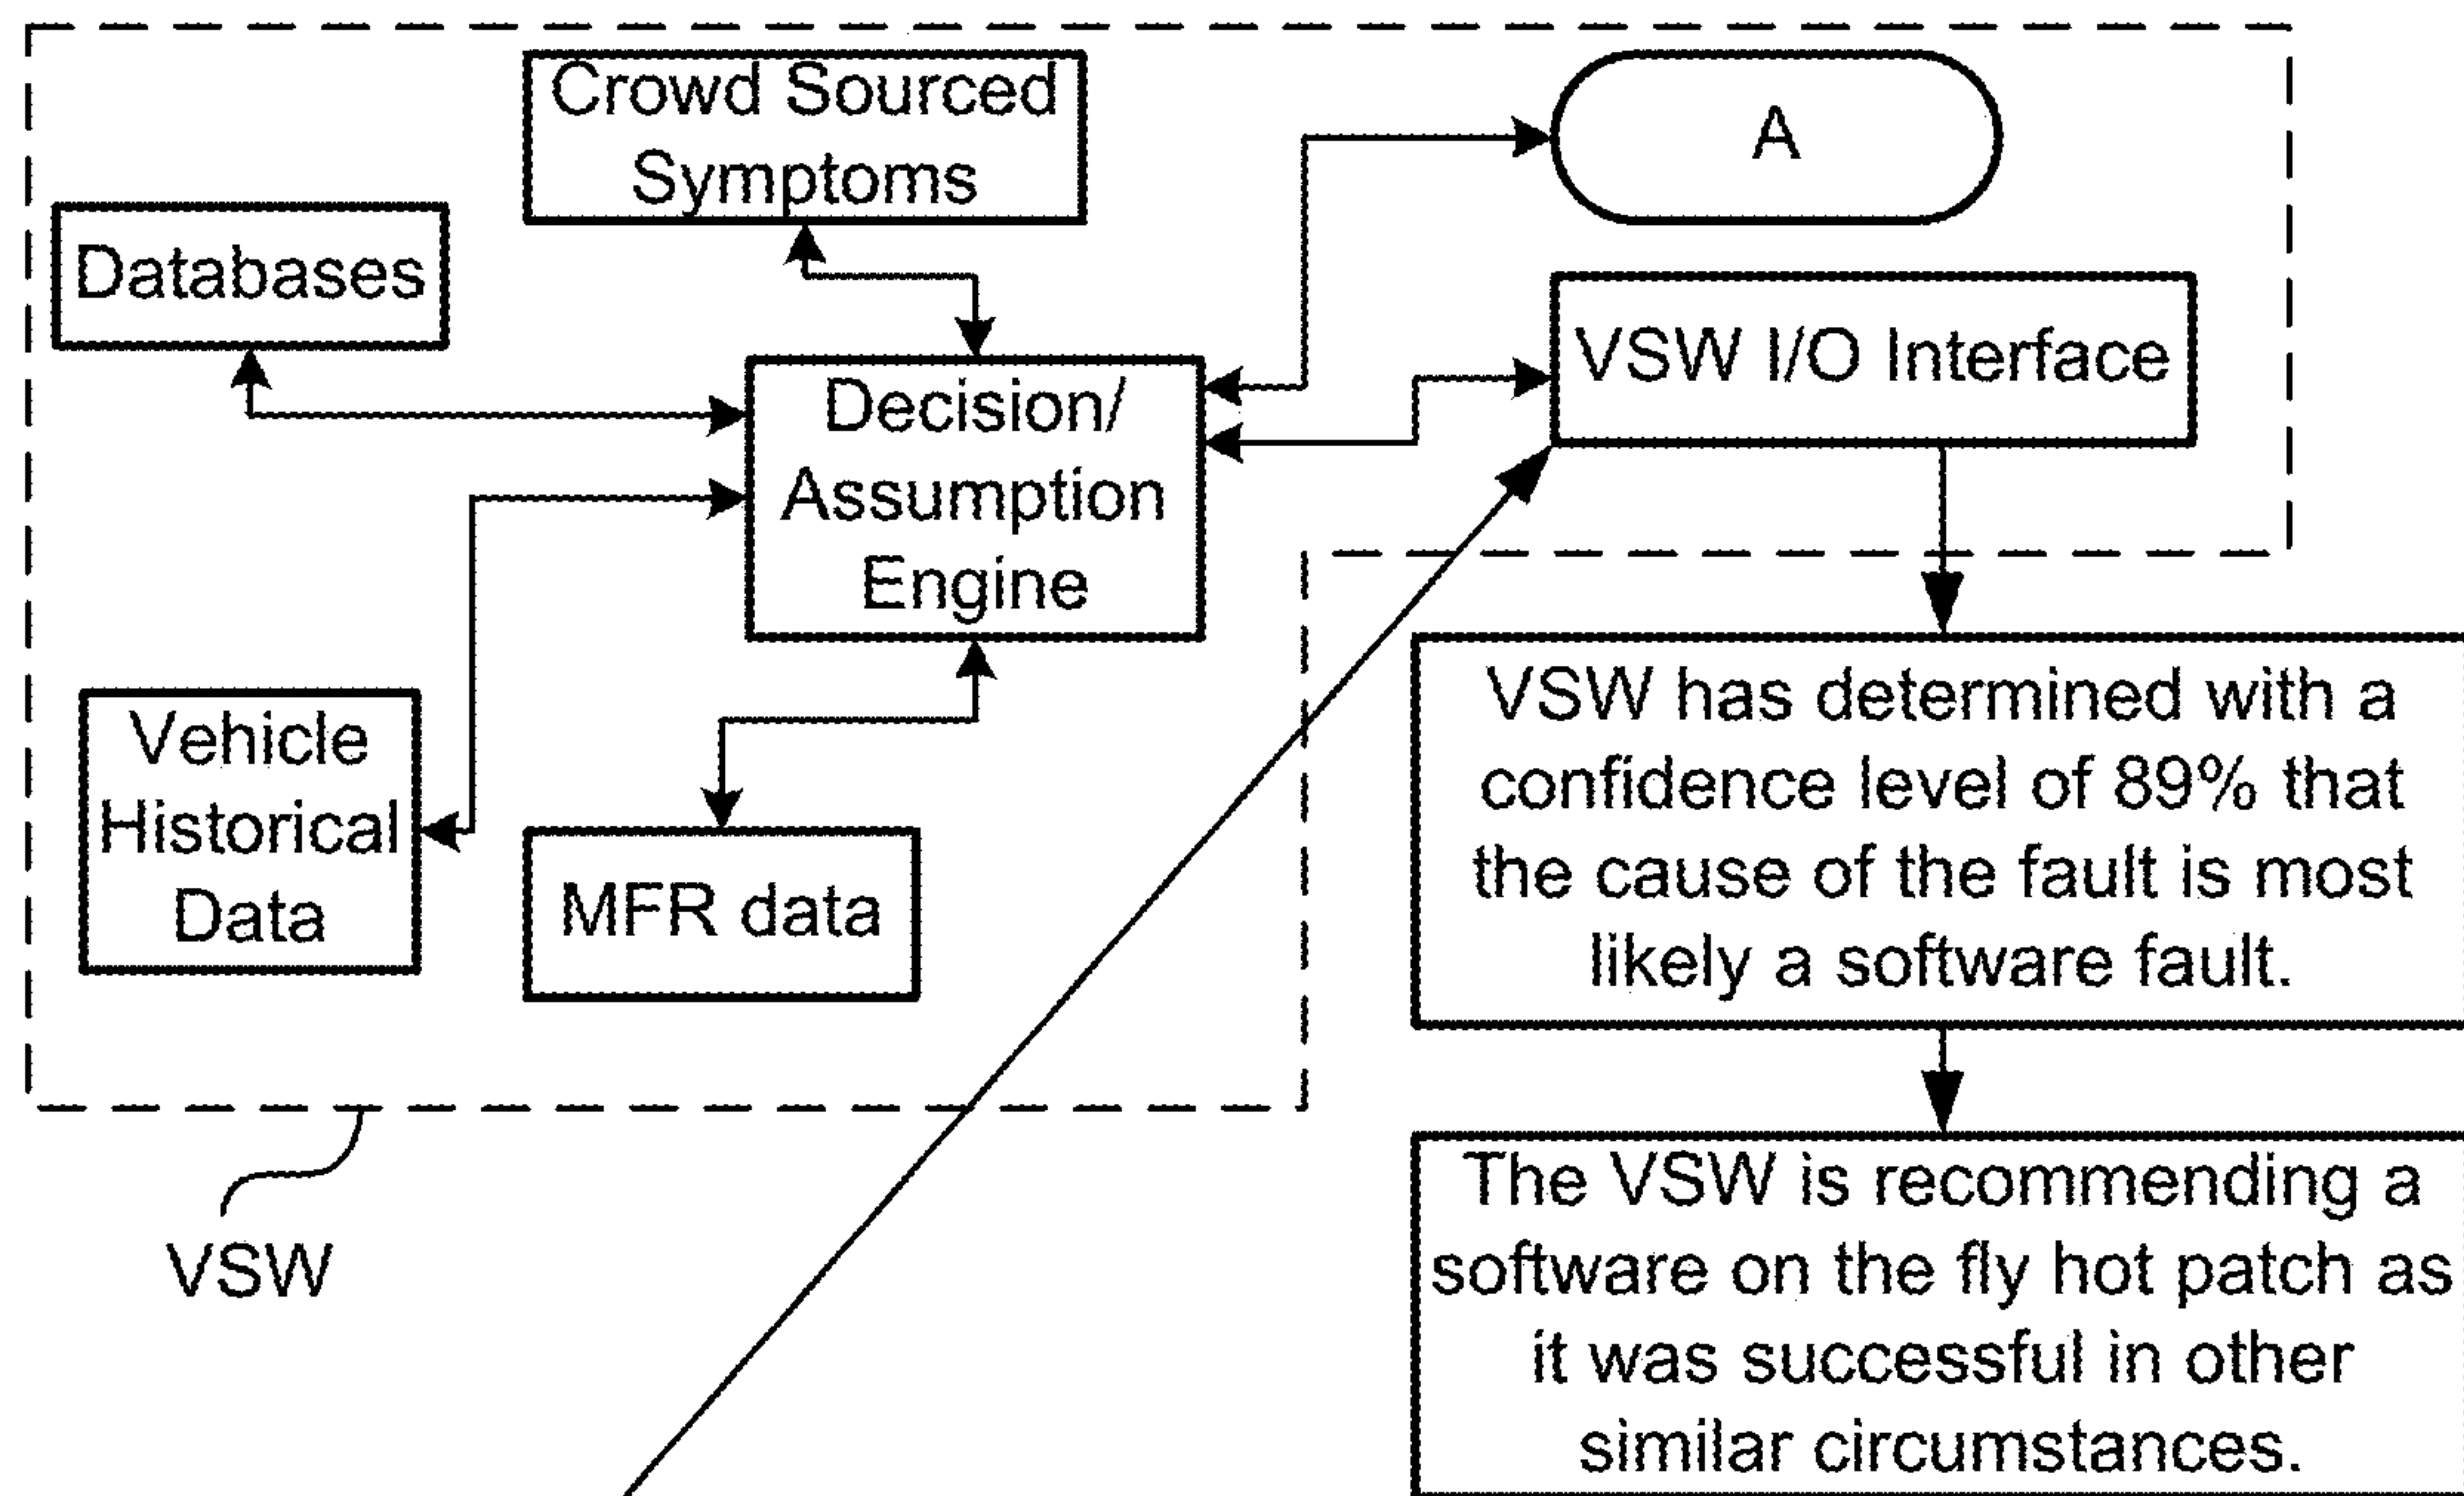 Crowd Sourced
Symptoms
A
Databases
VSW I/O Interface
Decision/
Assumption
Engine
Vehicle
Historical
Data
MFR data
VSW has determined with a
confidence level of 89% that
the cause of the fault is most
likely a software fault.
VSW
The VSW is recommending a
software on the fly hot patch as
it was successful in other
similar circumstances.